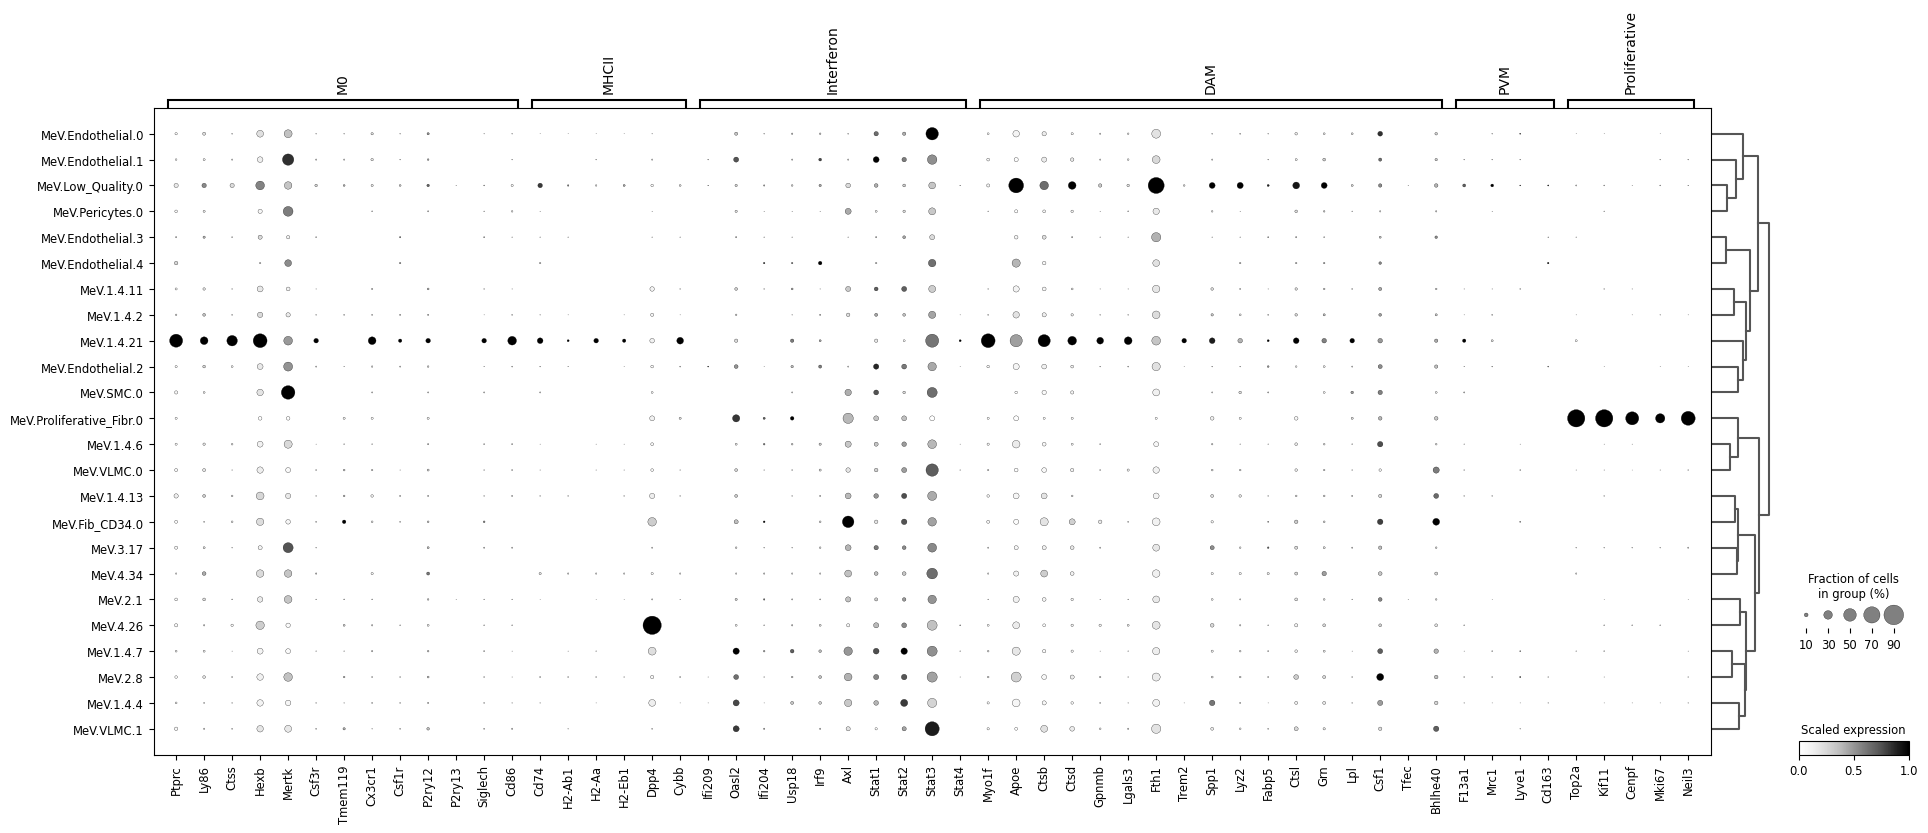 M0
MHCII
Interferon
DAM
PVM
Proliferative
MeV.Endothelial.0
MeV.Endothelial.1
MeV.Low_Quality.0
MeV.Pericytes.0
MeV.Endothelial.3
MeV.Endothelial.4
MeV.1.4.11
MeV.1.4.2
MeV.1.4.21
MeV.Endothelial.2
MeV.SMC.0
MeV.Proliferative_Fibr.0
MeV.1.4.6
MeV.VLMC.0
MeV.1.4.13
MeV.Fib_CD34.0
MeV.3.17
MeV.4.34
MeV.2.1
MeV.4.26
MeV.1.4.7
MeV.2.8
MeV.1.4.4
MeV.VLMC.1
Ptprc
Ly86
Ctss
Hexb
Mertk
Csf3r
Tmem119
Cx3cr1
Csf1r
P2ry12
P2ry13
Siglech
Cd86
Cd74
H2-Ab1
H2-Aa
H2-Eb1
Dpp4
Cybb
Ifi209
Oasl2
Ifi204
Usp18
Irf9
Axl
Stat1
Stat2
Stat3
Stat4
Myo1f
Apoe
Ctsb
Ctsd
Gpnmb
Lgals3
Fth1
Trem2
Spp1
Lyz2
Fabp5
Ctsl
Grn
Lpl
Csf1
Tfec
Bhlhe40
F13a1
Mrc1
Lyve1
Cd163
Top2a
Kif11
Cenpf
Mki67
Neil3
Fraction of cells
in group (%)
10 30 50 70 90
Scaled expression
0.0 0.5 1.0